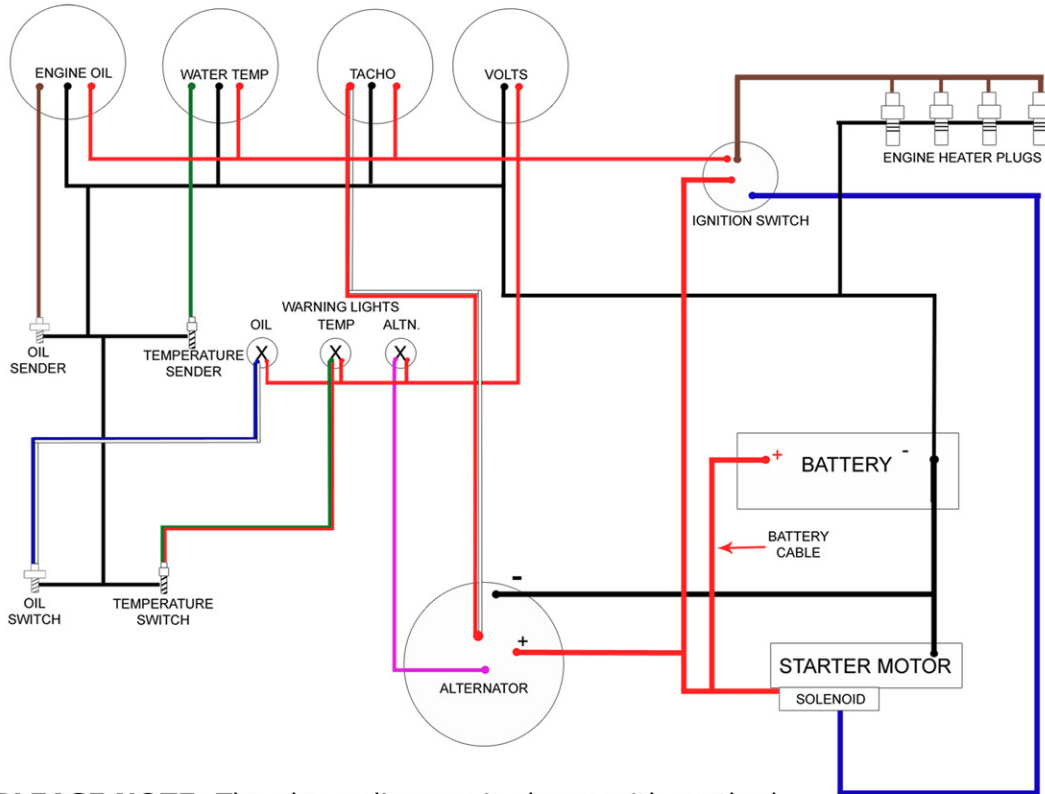 ENGINE OIL
WATER TEMP
TACHO
VOLTS
ENGINE HEATER PLUGS
IGNITION SWITCH
WARNING LIGHTS
OIL
TEMP
ALTN.
X
X
X
OIL
SENDER
TEMPERATURE
SENDER
+
BATTERY
-
BATTERY
CABLE
OIL
SWITCH
TEMPERATURE
SWITCH
-
+
ALTERNATOR
STARTER MOTOR
SOLENOID